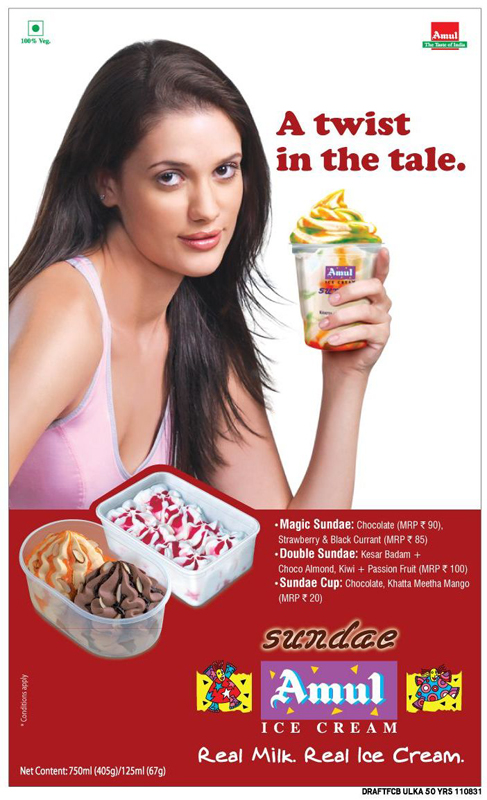 100% Veg.
Amul
The Taste of India
A twist
in the tale.
Amul
ICE CREAM
• Magic Sundae: Chocolate (MRP ₹ 90),
Strawberry & Black Currant (MRP ₹ 85)
• Double Sundae: Kesar Badam +
Choco Almond, Kiwi + Passion Fruit (MRP ₹ 100)
• Sundae Cup: Chocolate, Khatta Meetha Mango
(MRP ₹ 20)
sundae
Amul
ICE CREAM
Real Milk. Real Ice Cream.
* Conditions apply
Net Content: 750ml (405g)/125ml (67g)
DRAFTFCB ULKA 50 YRS 110831